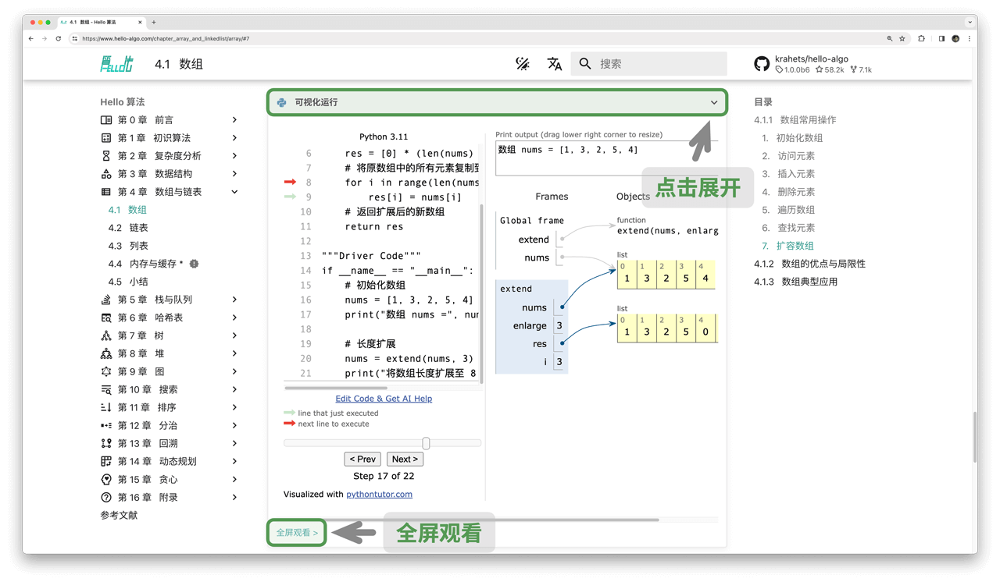 4.1 数组 - Hello 算法
https://www.hello-algo.com/chapter_array_and_linkedlist/array/#7
HELLO
4.1 数组
搜索
krahets/hello-algo
1.0.0b6 58.2k 7.1k
Hello 算法
第 0 章 前言
第 1 章 初识算法
第 2 章 复杂度分析
第 3 章 数据结构
第 4 章 数组与链表
4.1 数组
4.2 链表
4.3 列表
4.4 内存与缓存 *
4.5 小结
第 5 章 栈与队列
第 6 章 哈希表
第 7 章 树
第 8 章 堆
第 9 章 图
第 10 章 搜索
第 11 章 排序
第 12 章 分治
第 13 章 回溯
第 14 章 动态规划
第 15 章 贪心
第 16 章 附录
参考文献
可视化运行
Python 3.11
6 res = [0] * (len(nums)
7 # 将原数组中的所有元素复制到
8 for i in range(len(nums
9 res[i] = nums[i]
10 # 返回扩展后的新数组
11 return res
12
13 """Driver Code"""
14 if __name__ == "__main__":
15 # 初始化数组
16 nums = [1, 3, 2, 5, 4]
17 print("数组 nums =", num
18
19 # 长度扩展
20 nums = extend(nums, 3)
21 print("将数组长度扩展至 8
Edit Code & Get AI Help
line that just executed
next line to execute
< Prev Next >
Step 17 of 22
Visualized with pythontutor.com
全屏观看 >
全屏观看
Print output (drag lower right corner to resize)
数组 nums = [1, 3, 2, 5, 4]
点击展开
Frames Objects
Global frame
extend
nums
function
extend(nums, enlarg
list
0 1 2 3 4
1 3 2 5 4
extend
nums
enlarge 3
res
i 3
list
0 1 2 3 4
1 3 2 5 0
目录
4.1.1 数组常用操作
1. 初始化数组
2. 访问元素
3. 插入元素
4. 删除元素
5. 遍历数组
6. 查找元素
7. 扩容数组
4.1.2 数组的优点与局限性
4.1.3 数组典型应用